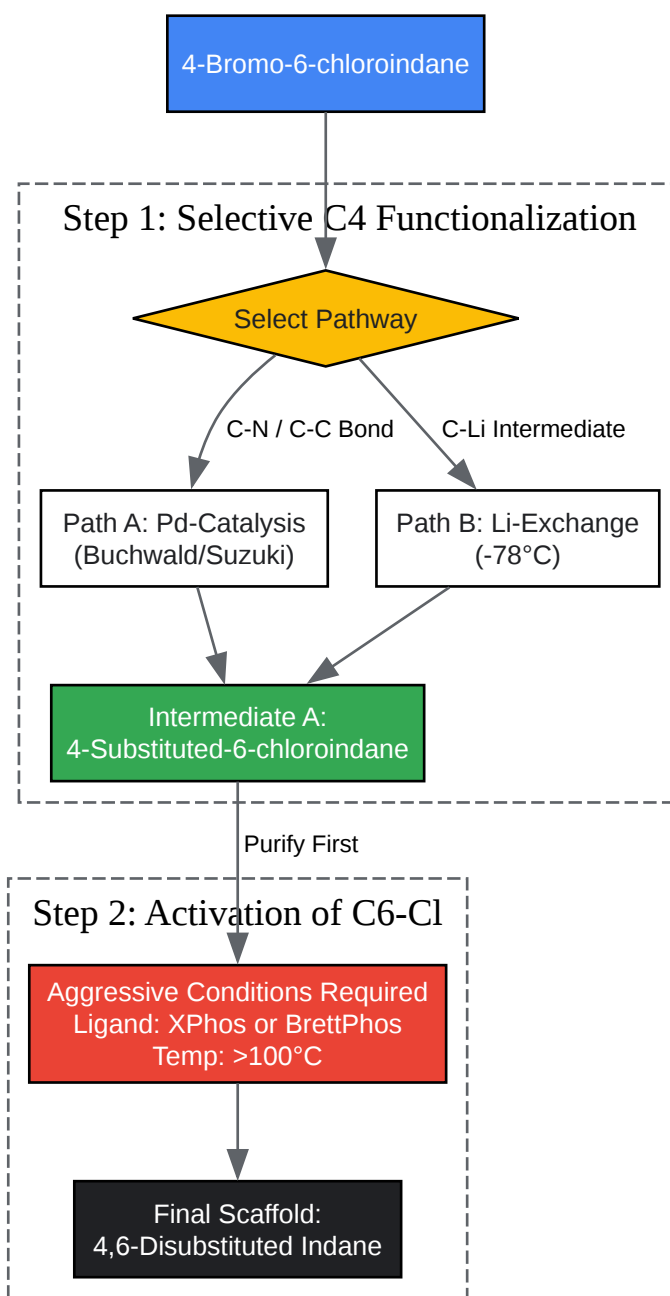 4-Bromo-6-chloroindane
Step 1: Selective C4 Functionalization
Select Pathway
C-N / C-C Bond
C-Li Intermediate
Path A: Pd-Catalysis
(Buchwald/Suzuki)
Path B: Li-Exchange
(-78°C)
Intermediate A:
4-Substituted-6-chloroindane
Purify First
Step 2: Activation of C6-Cl
Aggressive Conditions Required
Ligand: XPhos or BrettPhos
Temp: >100°C
Final Scaffold:
4,6-Disubstituted Indane